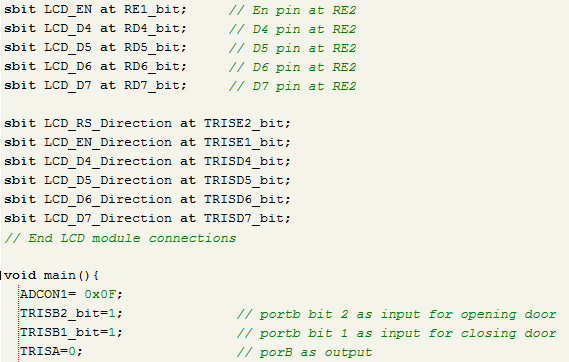 sbit LCD_EN at RE1_bit; // En pin at RE2
sbit LCD_D4 at RD4_bit; // D4 pin at RE2
sbit LCD_D5 at RD5_bit; // D5 pin at RE2
sbit LCD_D6 at RD6_bit; // D6 pin at RE2
sbit LCD_D7 at RD7_bit; // D7 pin at RE2
sbit LCD_RS_Direction at TRISE2_bit;
sbit LCD_EN_Direction at TRISE1_bit;
sbit LCD_D4_Direction at TRISD4_bit;
sbit LCD_D5_Direction at TRISD5_bit;
sbit LCD_D6_Direction at TRISD6_bit;
sbit LCD_D7_Direction at TRISD7_bit;
// End LCD module connections
void main(){
ADCON1= 0x0F;
TRISB2_bit=1; // portb bit 2 as input for opening door
TRISB1_bit=1; // portb bit 1 as input for closing door
TRISA=0; // porB as output